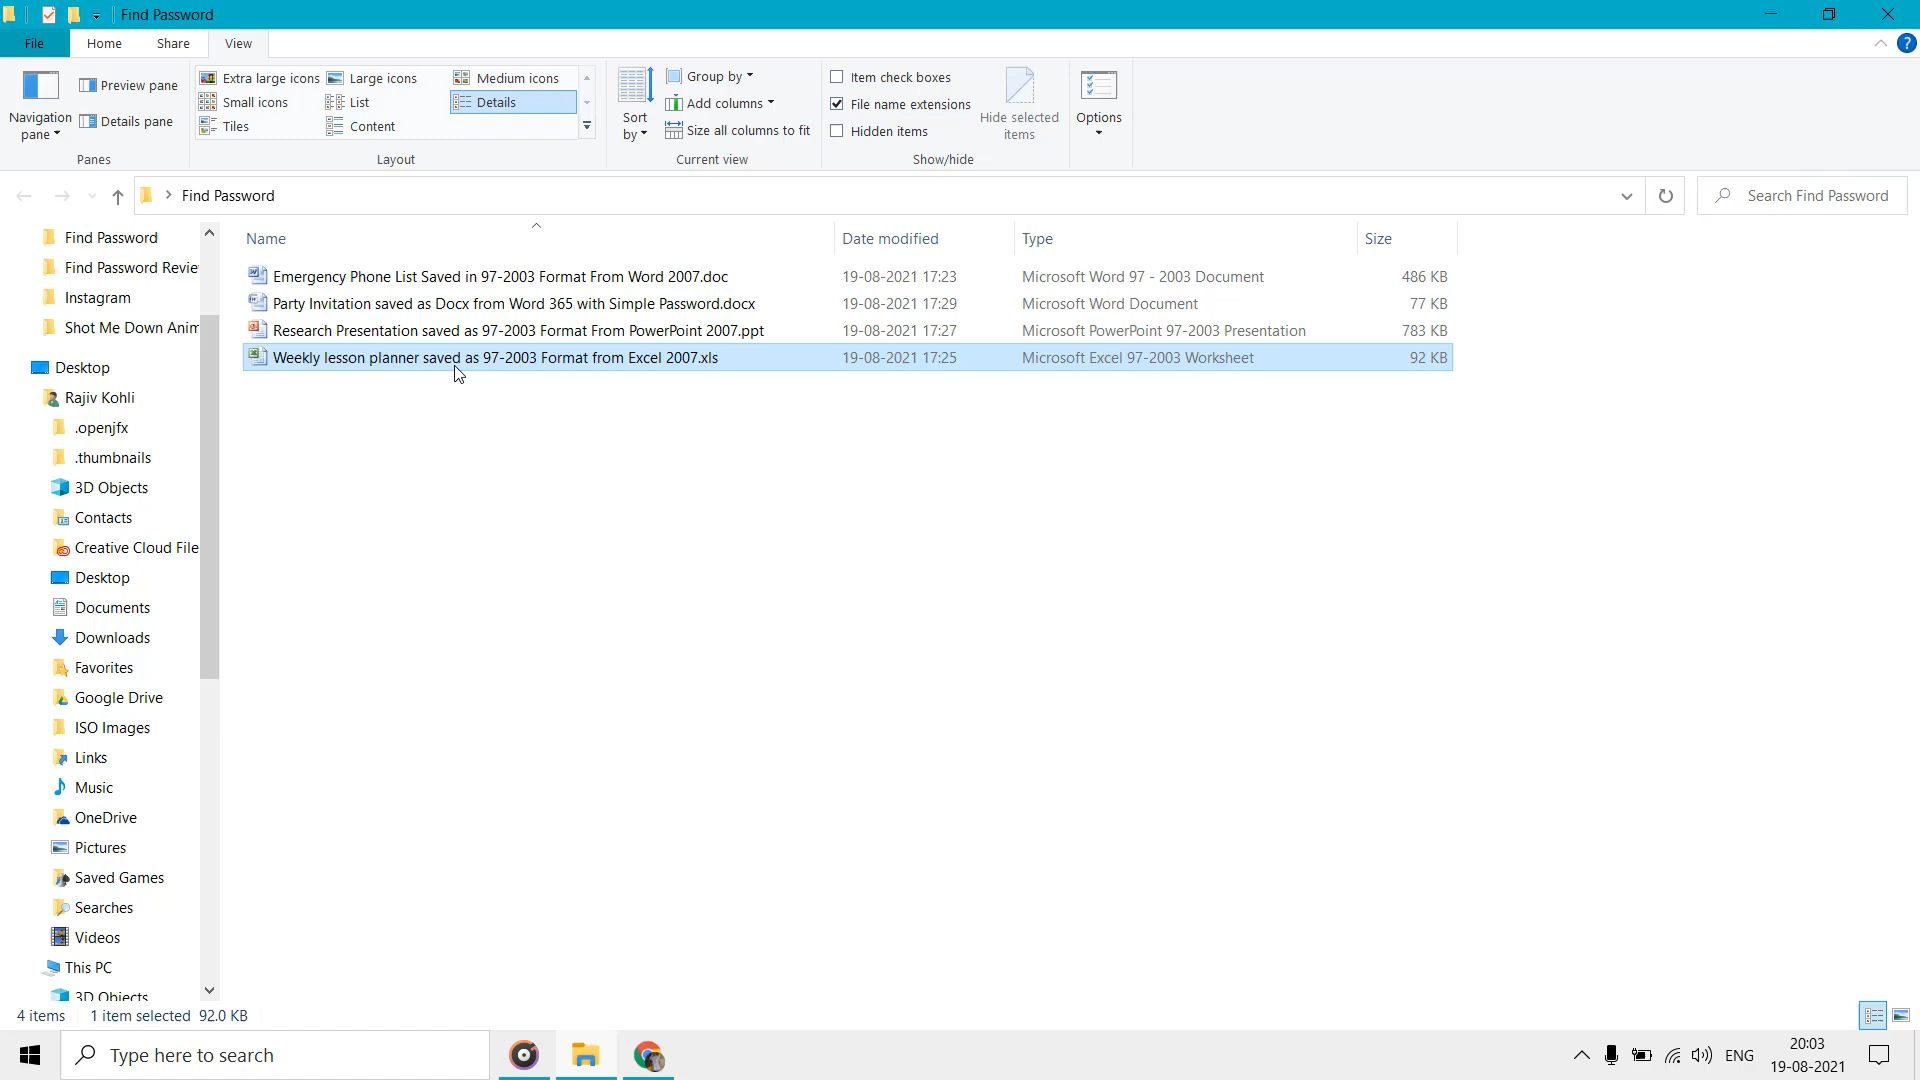 Find Password
File Home Share View
Navigation pane
Preview pane
Details pane
Panes
Extra large icons Large icons Medium icons
Small icons List Details
Tiles Content
Layout
Sort by
Group by
Add columns
Size all columns to fit
Current view
Item check boxes
File name extensions
Hidden items
Hide selected items
Show/hide
Options
Find Password
Search Find Password
Find Password
Find Password Revie
Instagram
Shot Me Down Anim
Desktop
Rajiv Kohli
.openjfx
.thumbnails
3D Objects
Contacts
Creative Cloud File
Desktop
Documents
Downloads
Favorites
Google Drive
ISO Images
Links
Music
OneDrive
Pictures
Saved Games
Searches
Videos
This PC
3D Objects
Name Date modified Type Size
Emergency Phone List Saved in 97-2003 Format From Word 2007.doc 19-08-2021 17:23 Microsoft Word 97 - 2003 Document 486 KB
Party Invitation saved as Docx from Word 365 with Simple Password.docx 19-08-2021 17:29 Microsoft Word Document 77 KB
Research Presentation saved as 97-2003 Format From PowerPoint 2007.ppt 19-08-2021 17:27 Microsoft PowerPoint 97-2003 Presentation 783 KB
Weekly lesson planner saved as 97-2003 Format from Excel 2007.xls 19-08-2021 17:25 Microsoft Excel 97-2003 Worksheet 92 KB
4 items 1 item selected 92.0 KB
Type here to search
ENG
20:03
19-08-2021